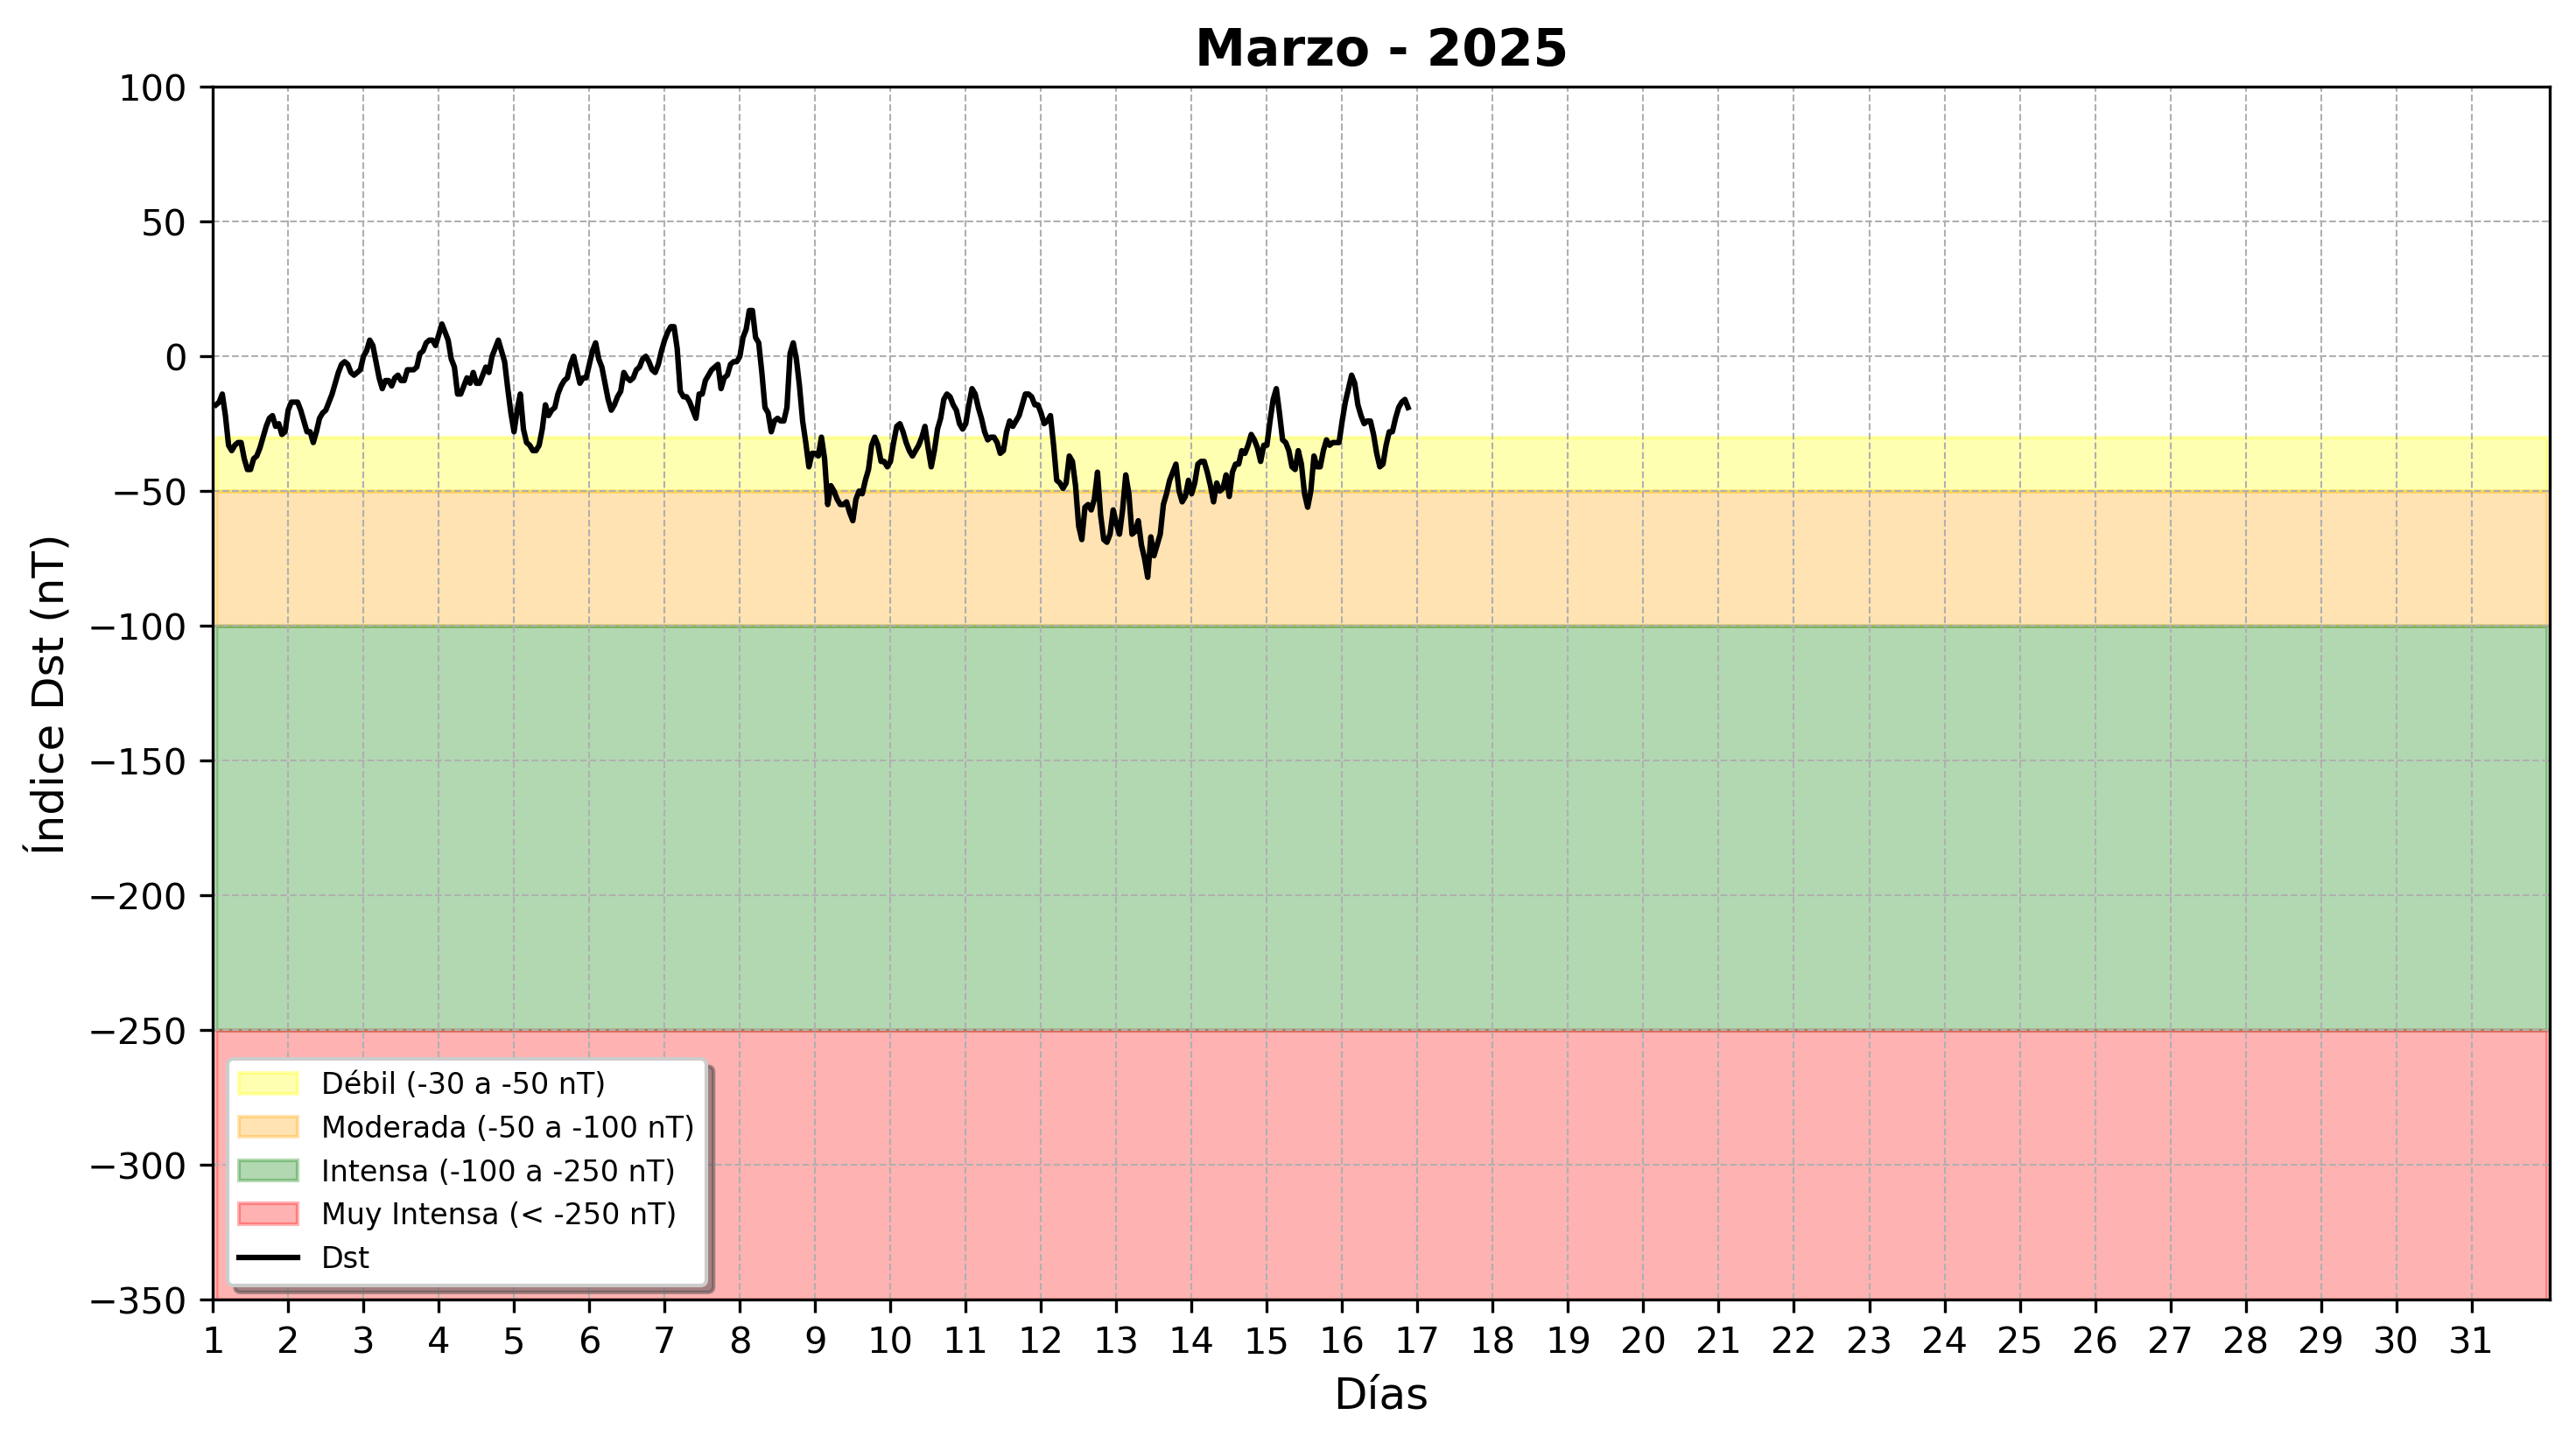 Marzo - 2025
100
50
0
−50
−100
−150
−200
−250
−300
−350
Índice Dst (nT)
Débil (-30 a -50 nT)
Moderada (-50 a -100 nT)
Intensa (-100 a -250 nT)
Muy Intensa (< -250 nT)
Dst
1 2 3 4 5 6 7 8 9 10 11 12 13 14 15 16 17 18 19 20 21 22 23 24 25 26 27 28 29 30 31
Días